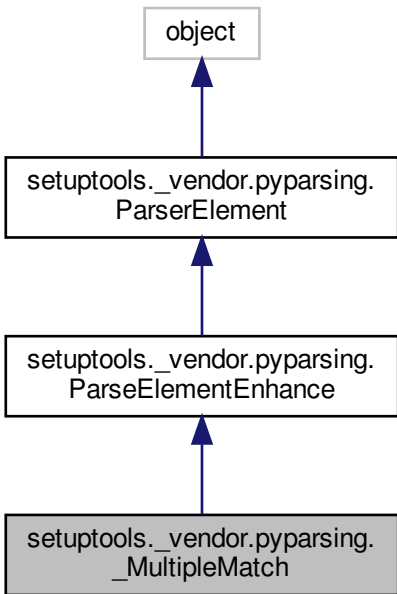 object
setuptools._vendor.pyparsing.
ParserElement
setuptools._vendor.pyparsing.
ParseElementEnhance
setuptools._vendor.pyparsing.
_MultipleMatch